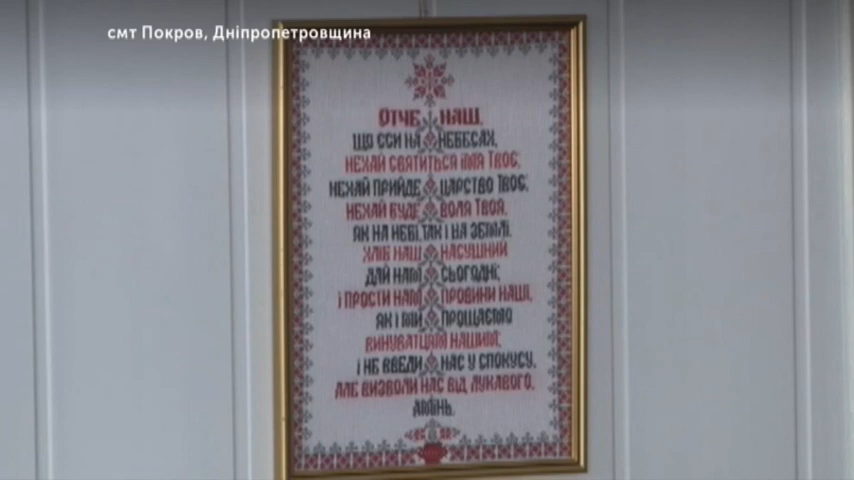 смт Покров, Дніпропетровщина
ОТЧЕ НАШ,
ЩО ЄСИ НА НЕБЕСАХ,
НЕХАЙ СВЯТИТЬСЯ ІМЯ ТВОЄ;
НЕХАЙ ПРИЙДЕ ЦАРСТВО ТВОЄ;
НЕХАЙ БУДЕ ВОЛЯ ТВОЯ,
ЯК НА НЕБІ, ТАК І НА ЗЕМЛІ.
ХЛІБ НАШ НАСУЩНИЙ
ДАЙ НАМ СЬОГОДНІ;
І ПРОСТИ НАМ ПРОВИНИ НАШІ,
ЯК І МИ ПРОЩАЄМО
ВИНУВАТЦЯМ НАШИМ;
І НЕ ВВЕДИ НАС У СПОКУСУ,
АЛЕ ВИЗВОЛИ НАС ВІД ЛУКАВОГО.
АМІНЬ.